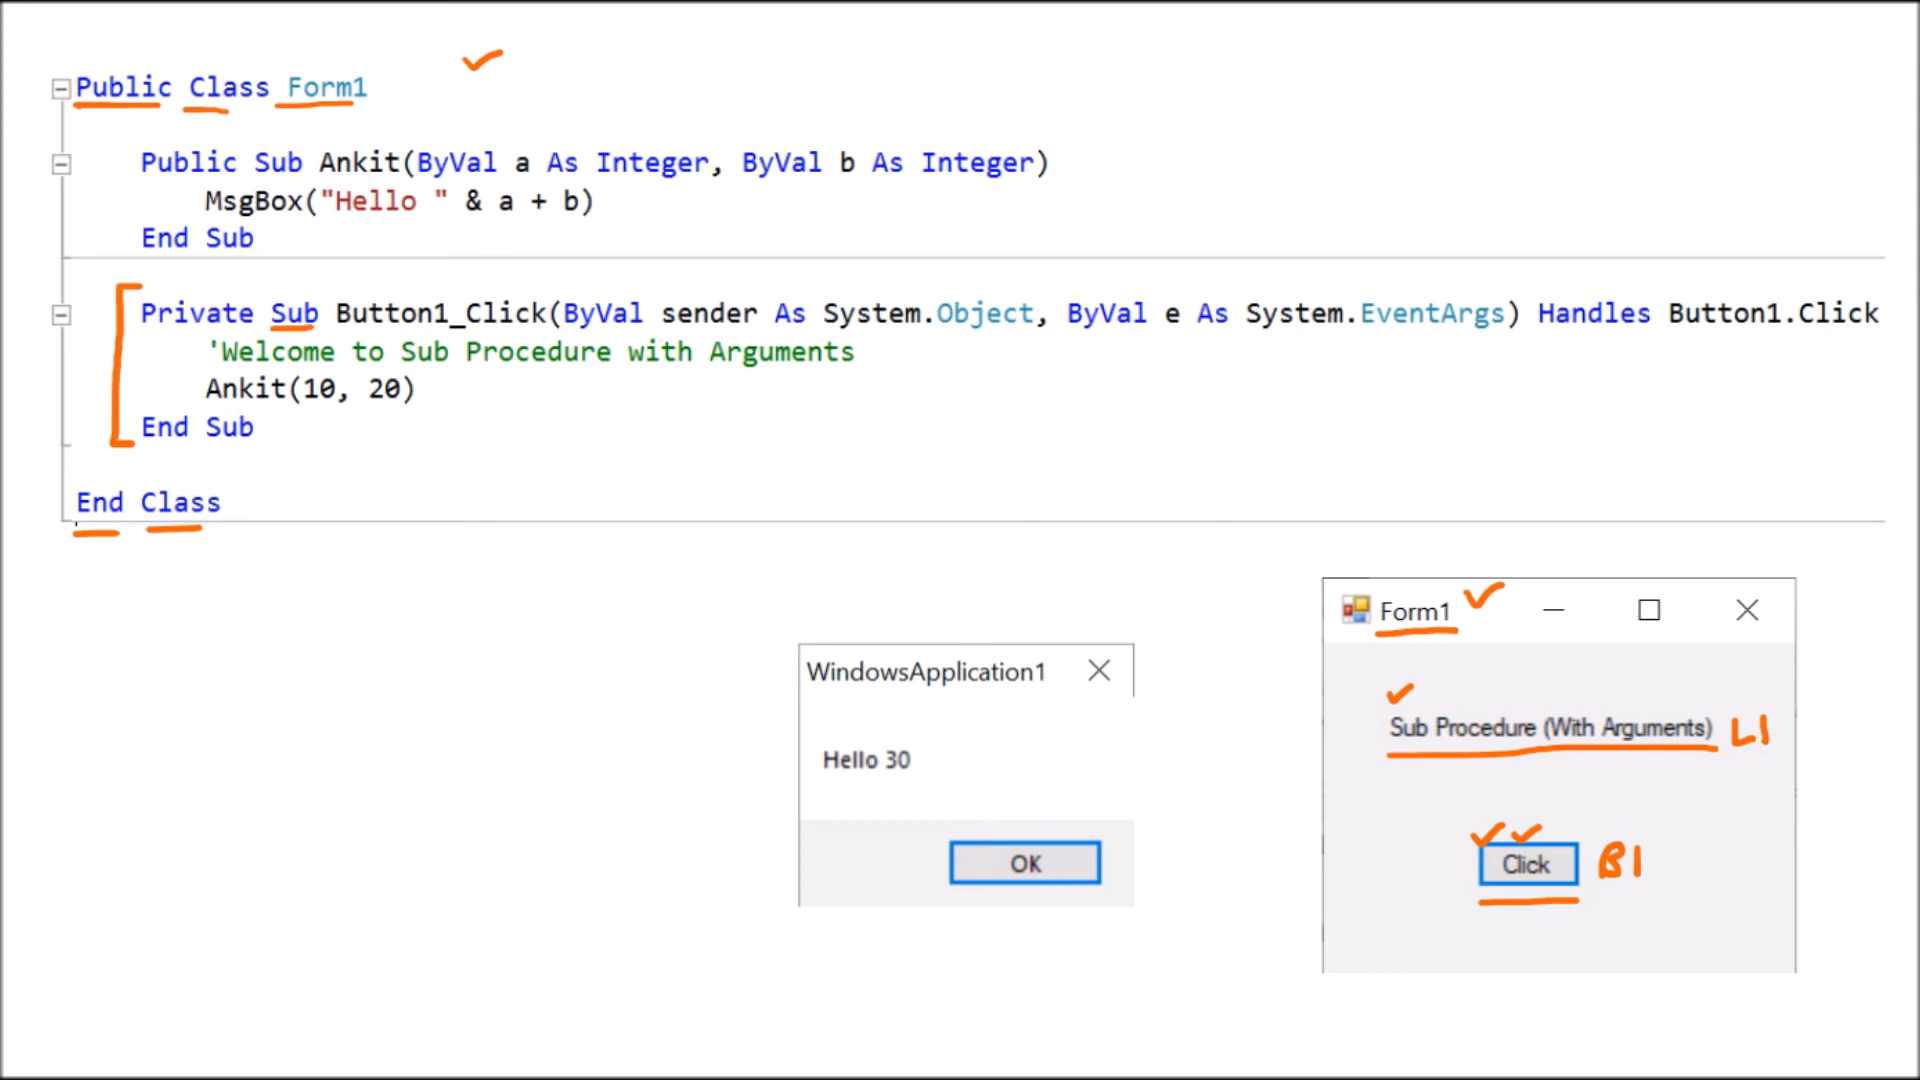 Public Class Form1
Public Sub Ankit(ByVal a As Integer, ByVal b As Integer)
MsgBox("Hello " & a + b)
End Sub
Private Sub Button1_Click(ByVal sender As System.Object, ByVal e As System.EventArgs) Handles Button1.Click
'Welcome to Sub Procedure with Arguments
Ankit(10, 20)
End Sub
End Class
WindowsApplication1
Hello 30
OK
Form1
Sub Procedure (With Arguments) L1
Click B1